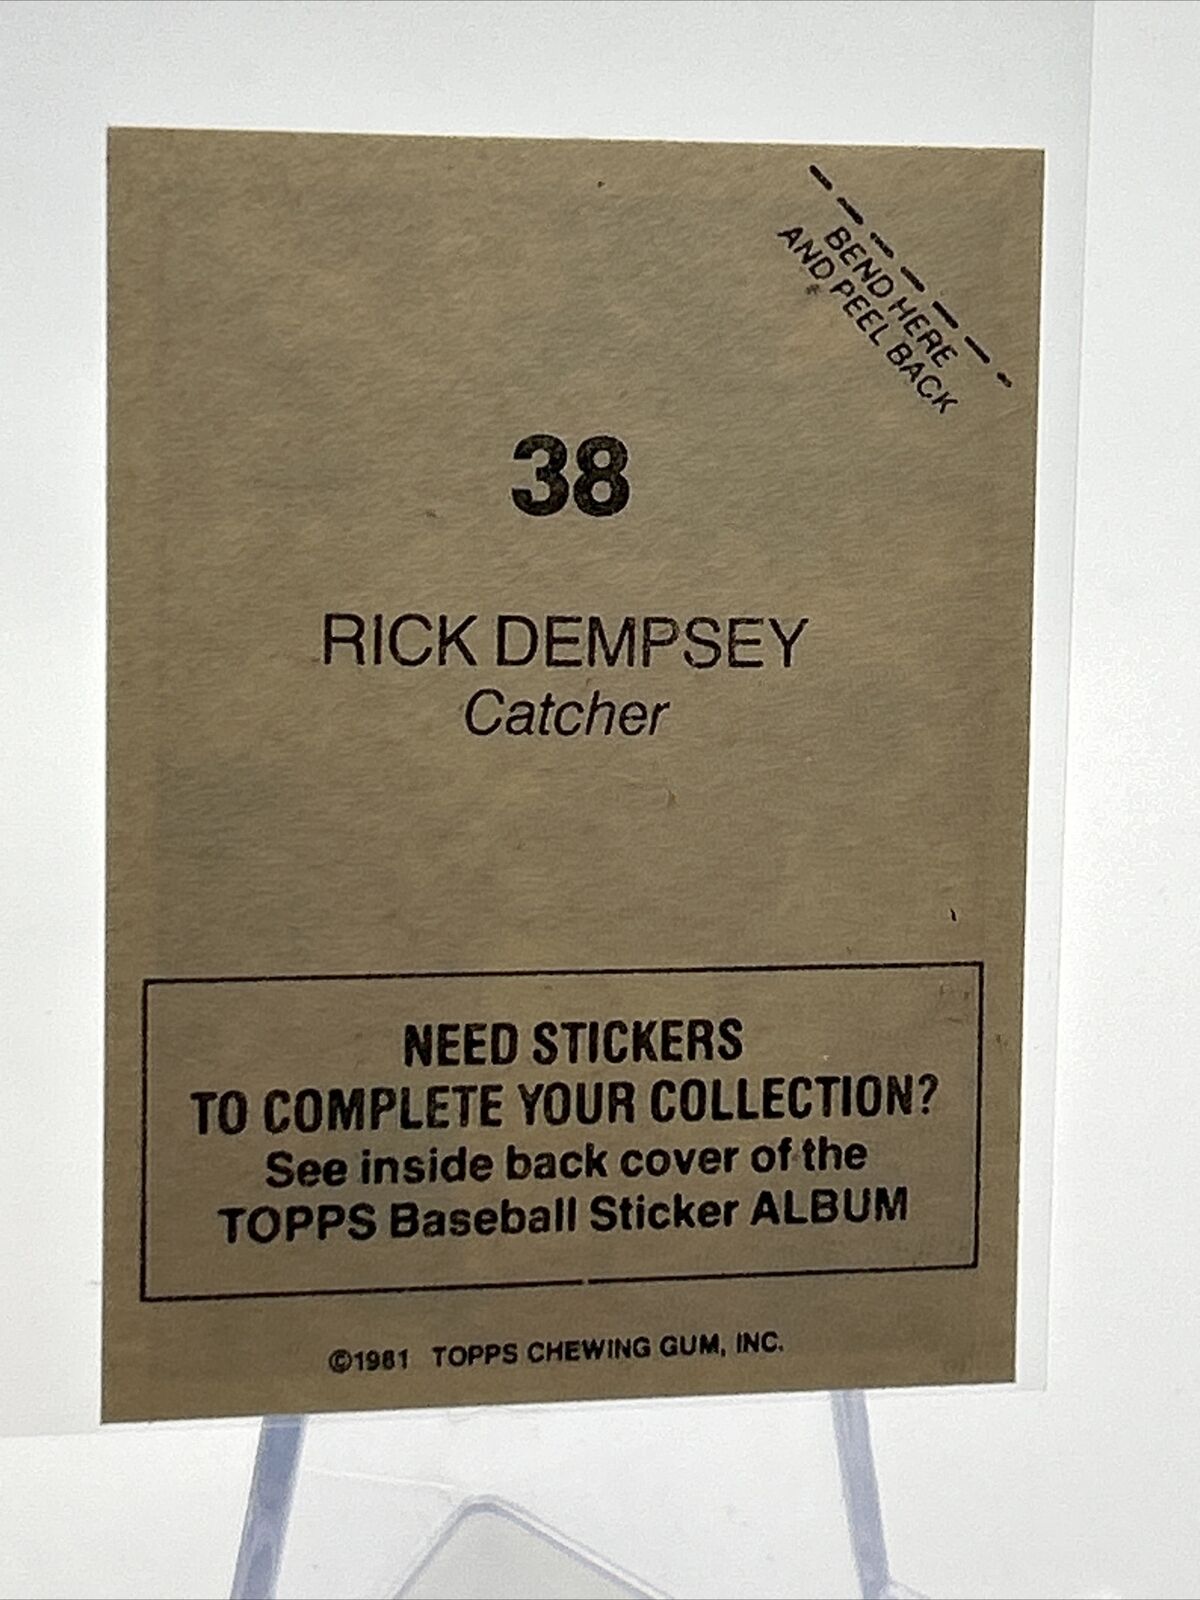 BEND HERE
AND PEEL BACK
38
RICK DEMPSEY
Catcher
NEED STICKERS
TO COMPLETE YOUR COLLECTION?
See inside back cover of the
TOPPS Baseball Sticker ALBUM
©1981 TOPPS CHEWING GUM, INC.